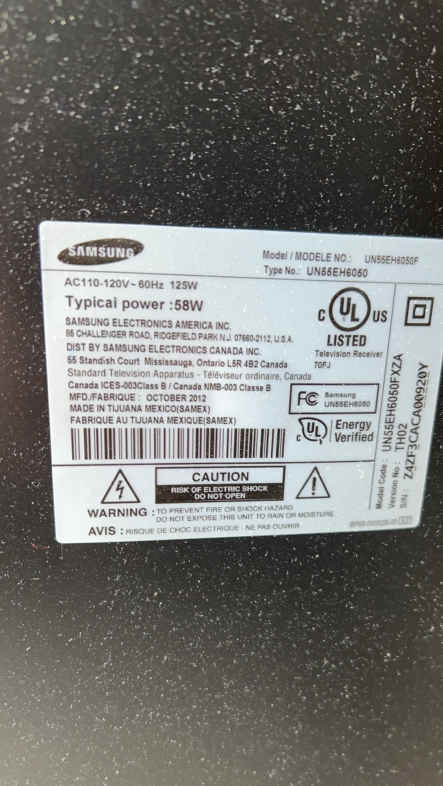 SAMSUNG
Model / MODELE NO.: UN55EH6050F
Type No.: UN55EH6050
AC110-120V~60Hz 125W
Typical power :58W
SAMSUNG ELECTRONICS AMERICA INC.
85 CHALLENGER ROAD, RIDGEFIELD PARK N.J. 07660-2112, U.S.A.
DIST BY SAMSUNG ELECTRONICS CANADA INC.
55 Standish Court Mississauga, Ontario L5R 4B2 Canada
Standard Television Apparatus - Téléviseur ordinaire, Canada
Canada ICES-003Class B / Canada NMB-003 Classe B
MFD./FABRIQUE : OCTOBER 2012
MADE IN TIJUANA MEXICO(SAMEX)
FABRIQUE AU TIJUANA MEXIQUE(SAMEX)
C UL US
LISTED
Television Receiver
70FJ
FC Samsung
UN55EH6050
C UL Energy
Verified
CAUTION
RISK OF ELECTRIC SHOCK
DO NOT OPEN
WARNING : TO PREVENT FIRE OR SHOCK HAZARD
DO NOT EXPOSE THIS UNIT TO RAIN OR MOISTURE
AVIS : RISQUE DE CHOC ELECTRIQUE - NE PAS OUVRIR
Model Code : UN55EH6050FXZA
Version No : TH02
S/N : Z4ZF3CACA00920Y